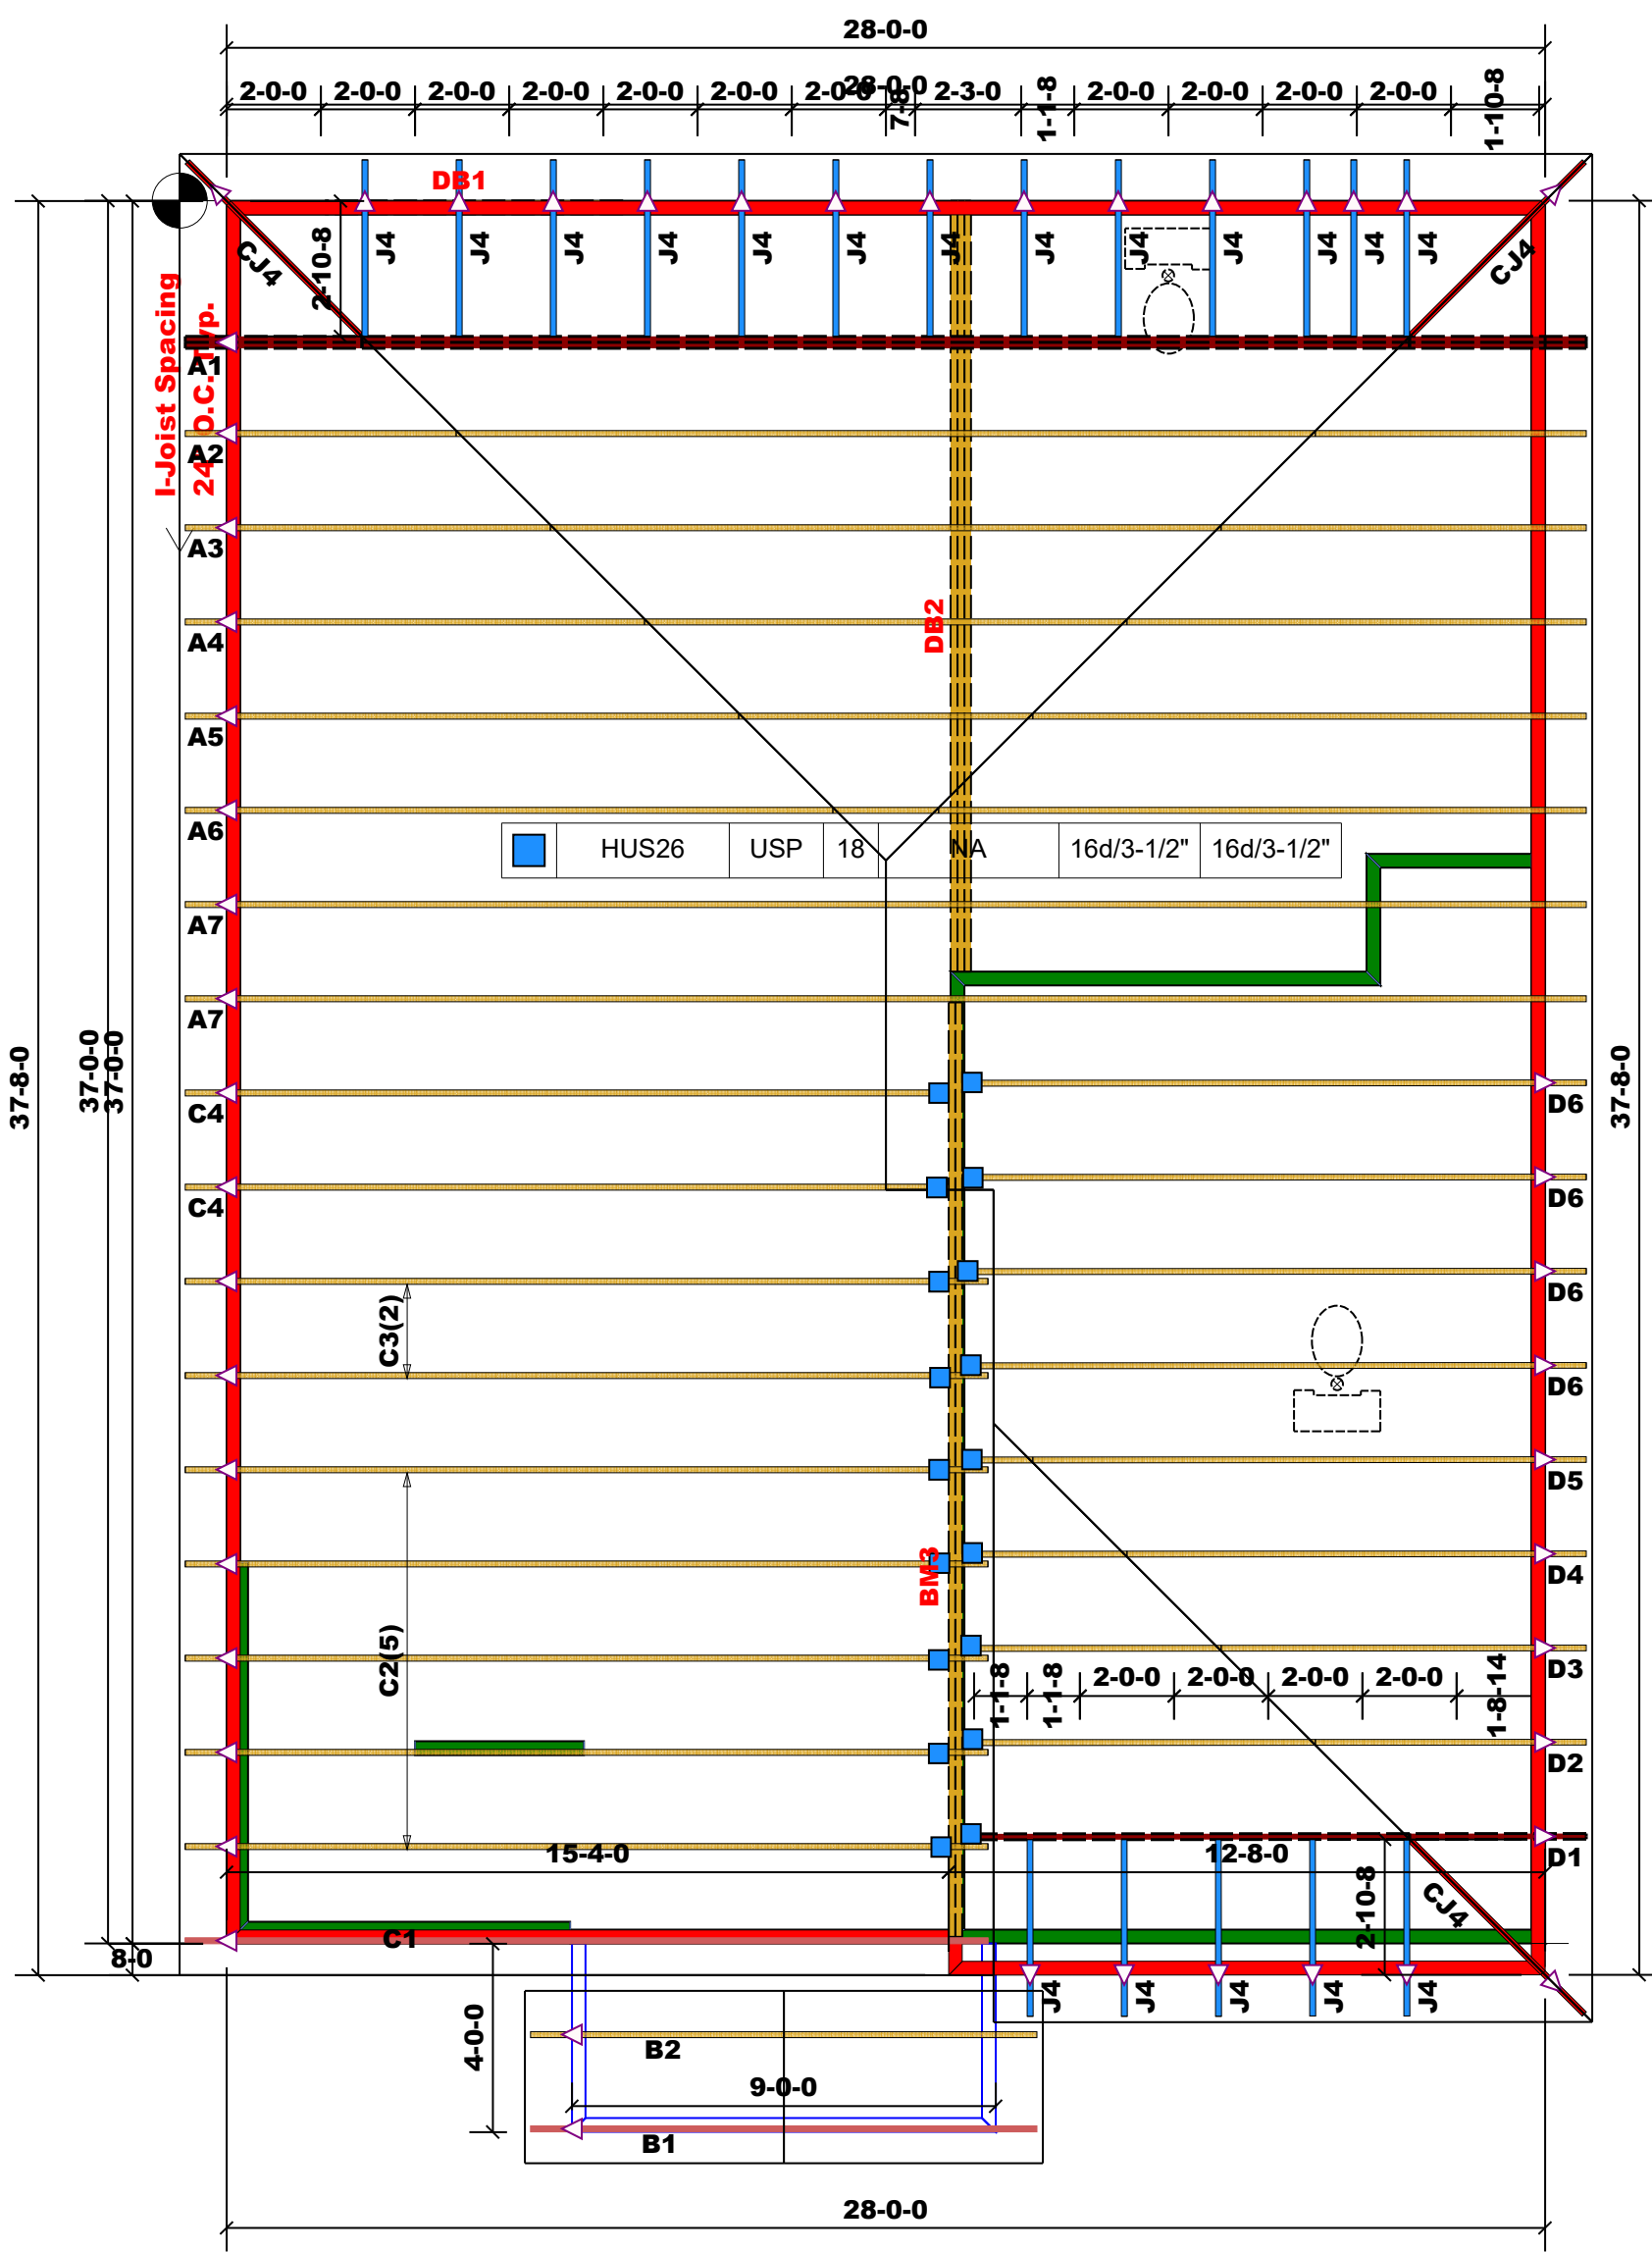 28-0-0
28-0-0
2-0-0 2-0-0 2-0-0 2-0-0 2-0-0 2-0-0 2-0-0 7-8 2-3-0 1-1-8 2-0-0 2-0-0 2-0-0 2-0-0 1-10-8
DB1
CJ4 2-10-8 J4 J4 J4 J4 J4 J4 J4 J4 J4 J4 J4 J4 J4 CJ4
I-Joist Spacing
24" O.C. Typ.
A1
A2
A3
A4
DB2
A5
A6
HUS26 USP 18 NA 16d/3-1/2" 16d/3-1/2"
A7
A7
37-8-0 37-0-0 37-0-0 37-8-0
C4 D6
C4 D6
D6
C3(2)
D6
D5
BM3 D4
C2(5) D3
1-1-8 1-1-8 2-0-0 2-0-0 2-0-0 2-0-0 1-8-14
D2
15-4-0 12-8-0 D1
2-10-8 CJ4
C1
8-0
J4 J4 J4 J4 J4
4-0-0
B2
9-0-0
B1
28-0-0